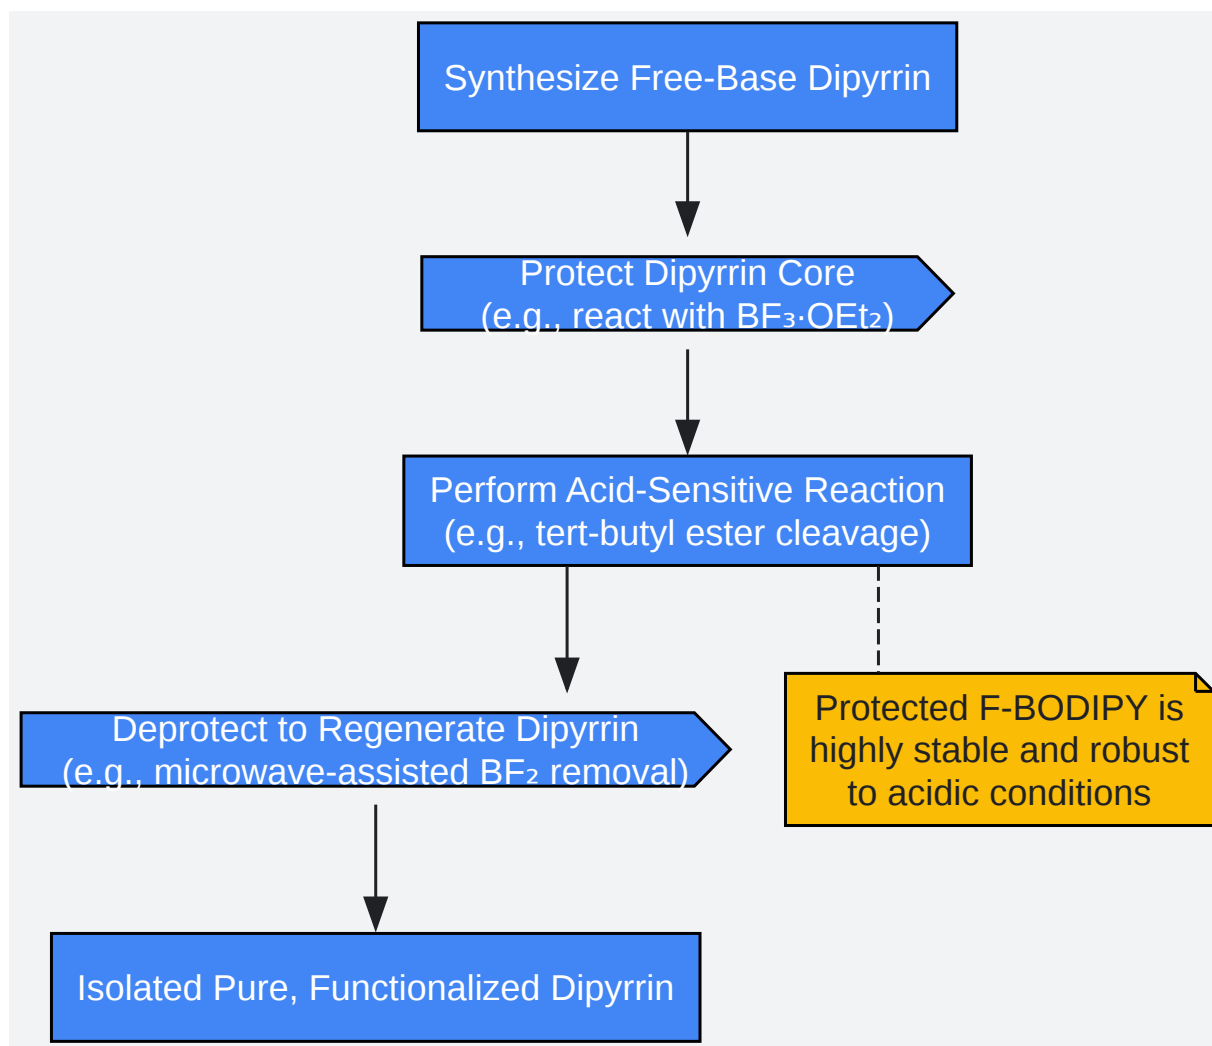 Synthesize Free-Base Dipyrrin
Protect Dipyrrin Core
(e.g., react with BF₃·OEt₂)
Perform Acid-Sensitive Reaction
(e.g., tert-butyl ester cleavage)
Deprotect to Regenerate Dipyrrin
(e.g., microwave-assisted BF₂ removal)
Protected F-BODIPY is
highly stable and robust
to acidic conditions
Isolated Pure, Functionalized Dipyrrin